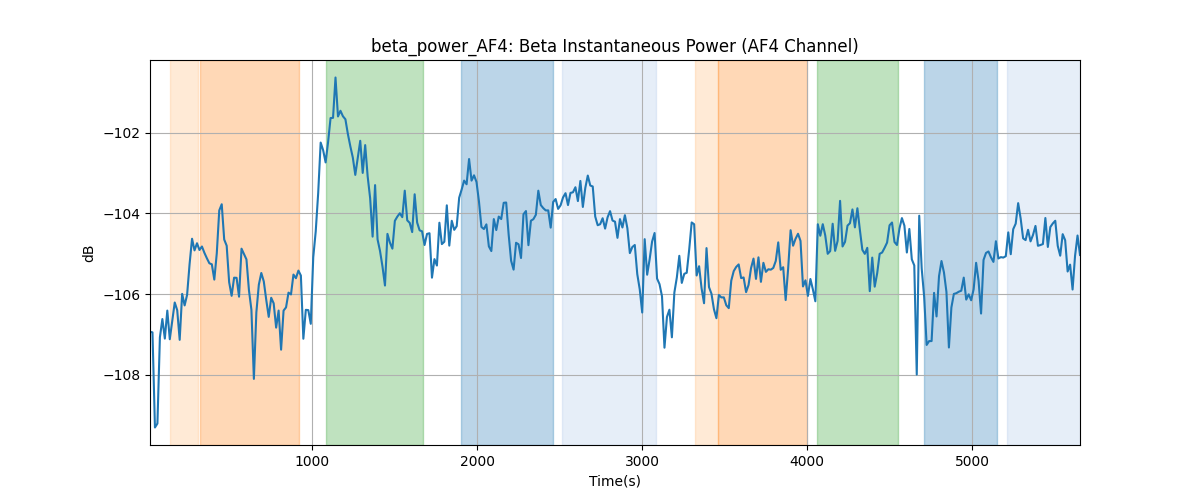 beta_power_AF4: Beta Instantaneous Power (AF4 Channel)
−102
−104
−106
−108
dB
1000 2000 3000 4000 5000
Time(s)